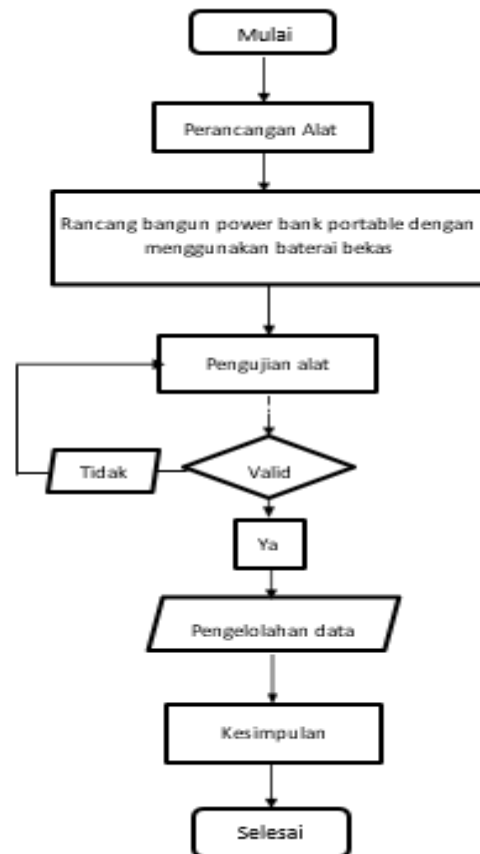 Mulai
Perancangan Alat
Rancang bangun power bank portable dengan
menggunakan baterai bekas
Pengujian alat
Tidak
Valid
Ya
Pengelolahan data
Kesimpulan
Selesai